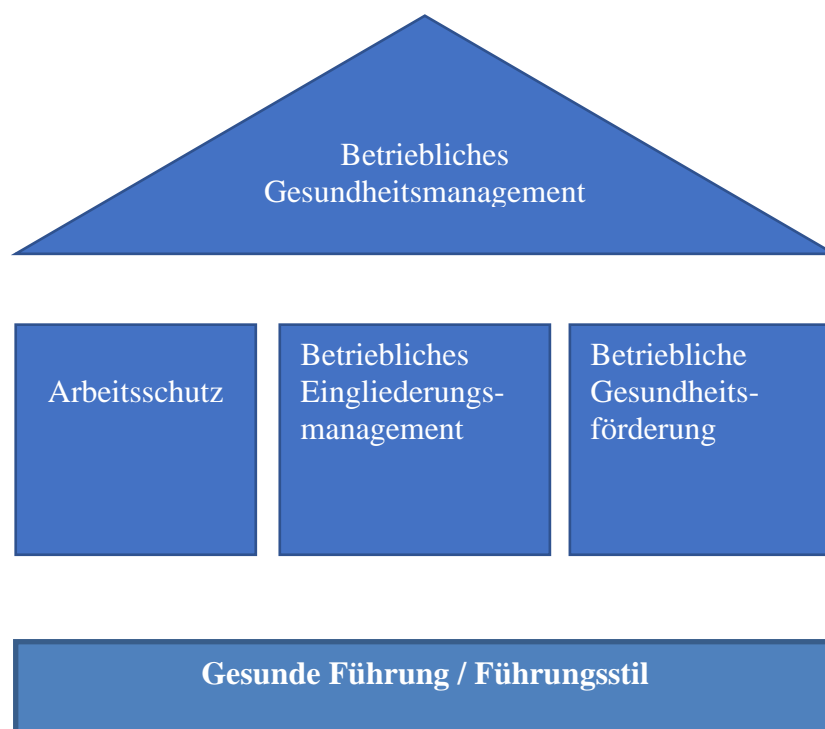 Betriebliches
Gesundheitsmanagement
Arbeitsschutz
Betriebliches
Eingliederungs-
management
Betriebliche
Gesundheits-
förderung
Gesunde Führung / Führungsstil